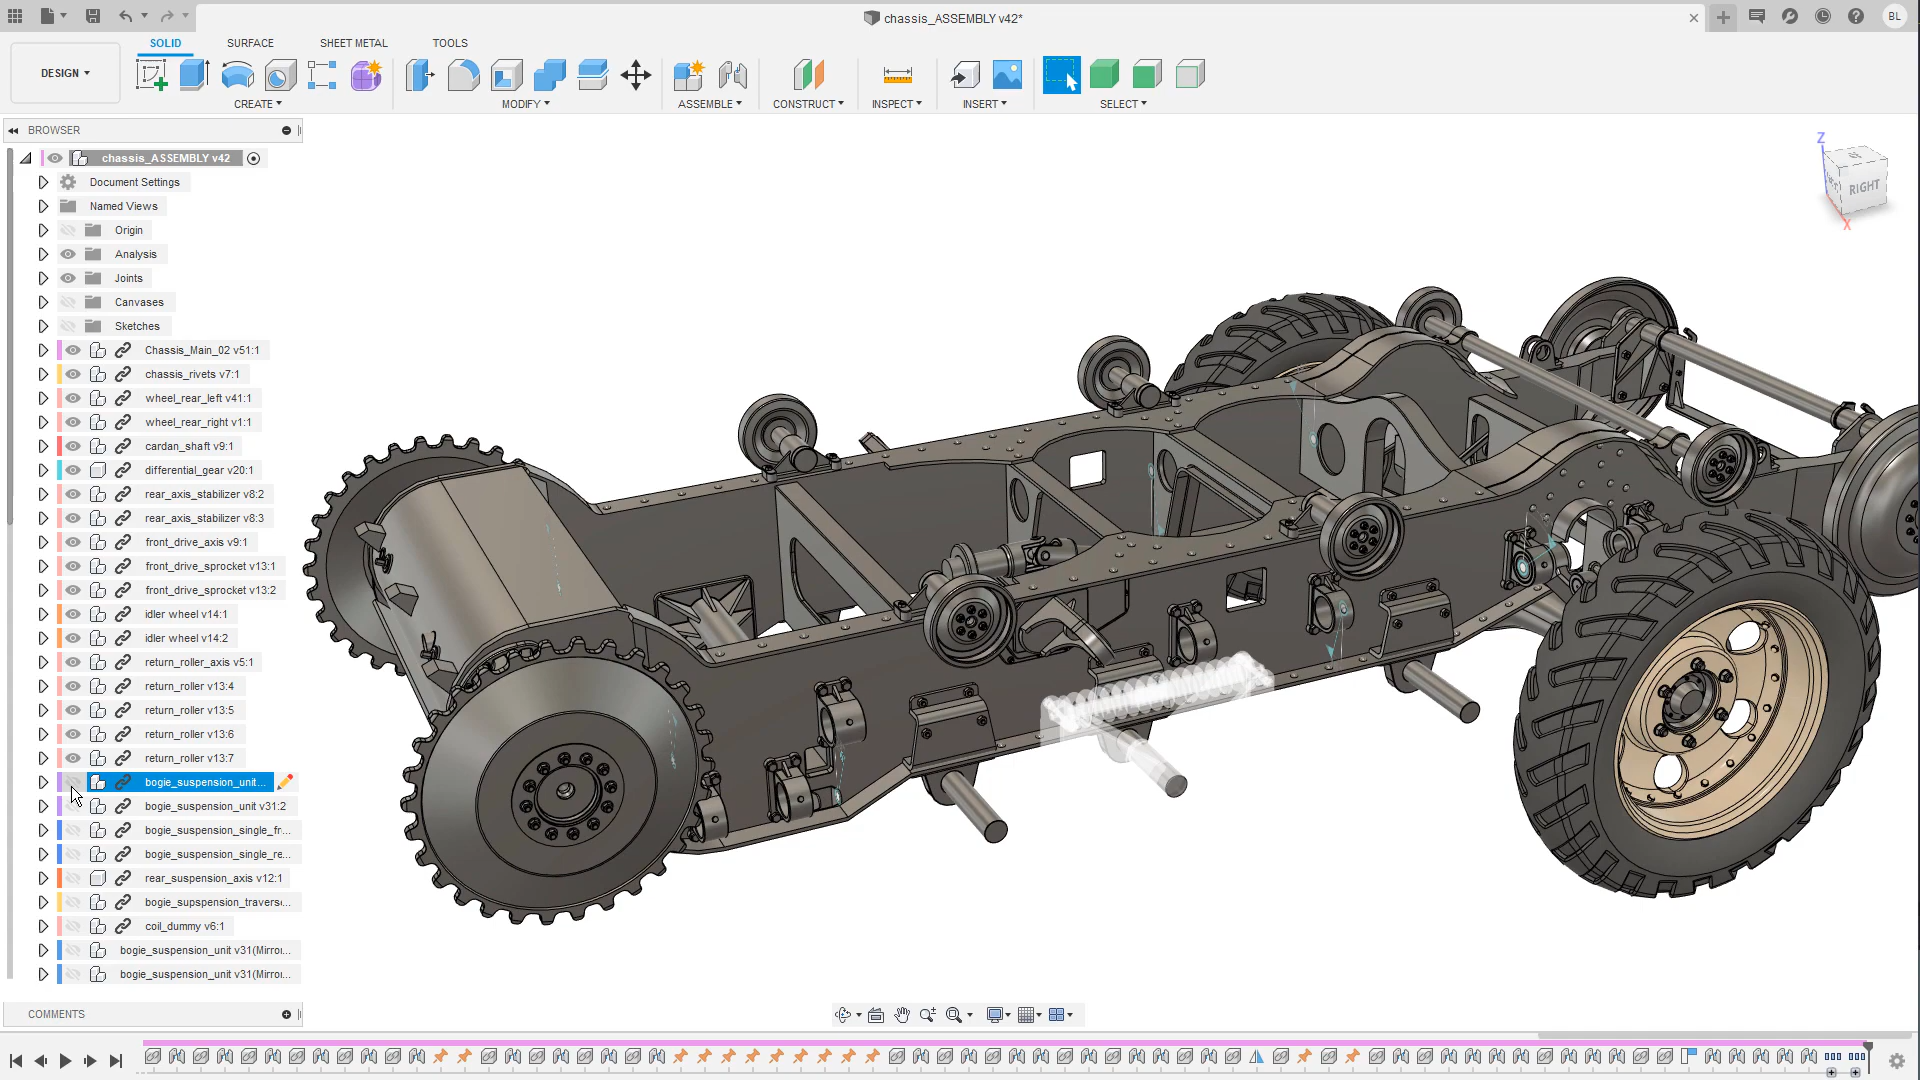 chassis_ASSEMBLY v42*
BL
DESIGN
SOLID
SURFACE
SHEET METAL
TOOLS
CREATE
MODIFY
ASSEMBLE
CONSTRUCT
INSPECT
INSERT
SELECT
BROWSER
chassis_ASSEMBLY v42
Document Settings
Named Views
Origin
Analysis
Joints
Canvases
Sketches
Chassis_Main_02 v51:1
chassis_rivets v7:1
wheel_rear_left v41:1
wheel_rear_right v1:1
cardan_shaft v9:1
differential_gear v20:1
rear_axis_stabilizer v8:2
rear_axis_stabilizer v8:3
front_drive_axis v9:1
front_drive_sprocket v13:1
front_drive_sprocket v13:2
idler wheel v14:1
idler wheel v14:2
return_roller_axis v5:1
return_roller v13:4
return_roller v13:5
return_roller v13:6
return_roller v13:7
bogie_suspension_unit...
bogie_suspension_unit v31:2
bogie_suspension_single_fr...
bogie_suspension_single_re...
rear_suspension_axis v12:1
bogie_supspension_travers...
coil_dummy v6:1
bogie_suspension_unit v31(Mirror...
bogie_suspension_unit v31(Mirror...
COMMENTS
Z
RIGHT
X